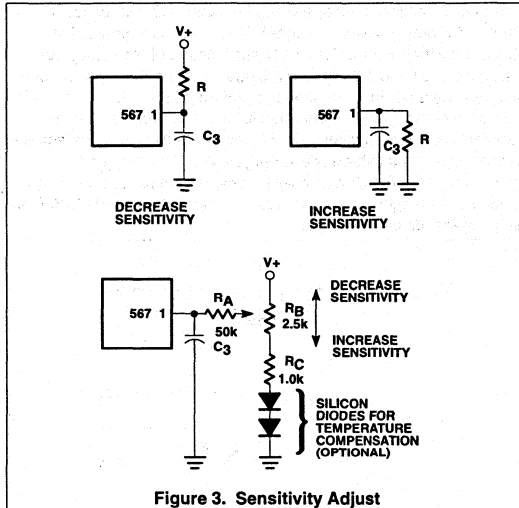 V+
R
567 1
C3
DECREASE
SENSITIVITY
567 1
C3
R
INCREASE
SENSITIVITY
V+
567 1
RA
50k
C3
RB
2.5k
DECREASE
SENSITIVITY
INCREASE
SENSITIVITY
RC
1.0k
SILICON
DIODES FOR
TEMPERATURE
COMPENSATION
(OPTIONAL)
Figure 3. Sensitivity Adjust